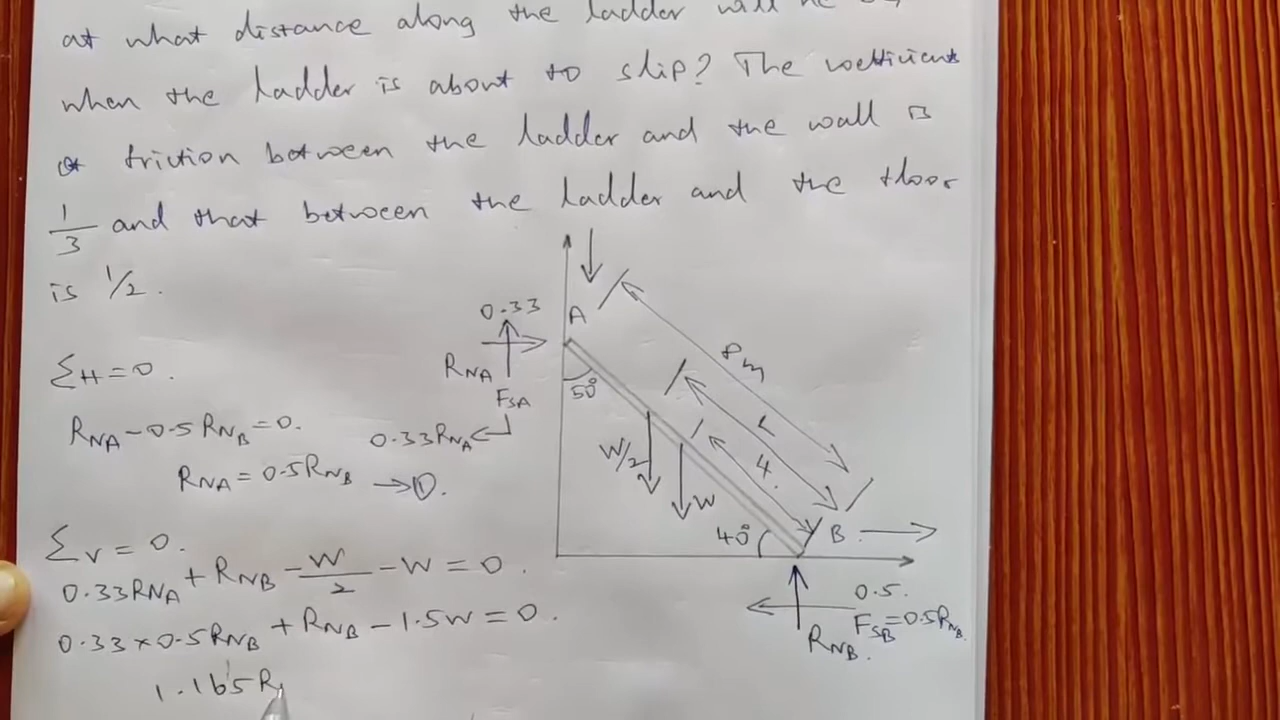 at what distance along the ladder will be
when the ladder is about to slip? The coefficient
of friction between the ladder and the wall is
1/3 and that between the ladder and the floor
is 1/2.
ΣH=0.
RNA-0.5RNB=0.
RNA=0.5RNB →①.
ΣV=0.
0.33RNA+RNB-W/2-W=0.
0.33×0.5RNB+RNB-1.5W=0.
1.165R
0.33
A
RNA
FSA
0.33RNA
50°
8m
L
4.
W/2
W
40°
B
0.5.
FSB=0.5RNB
RNB.